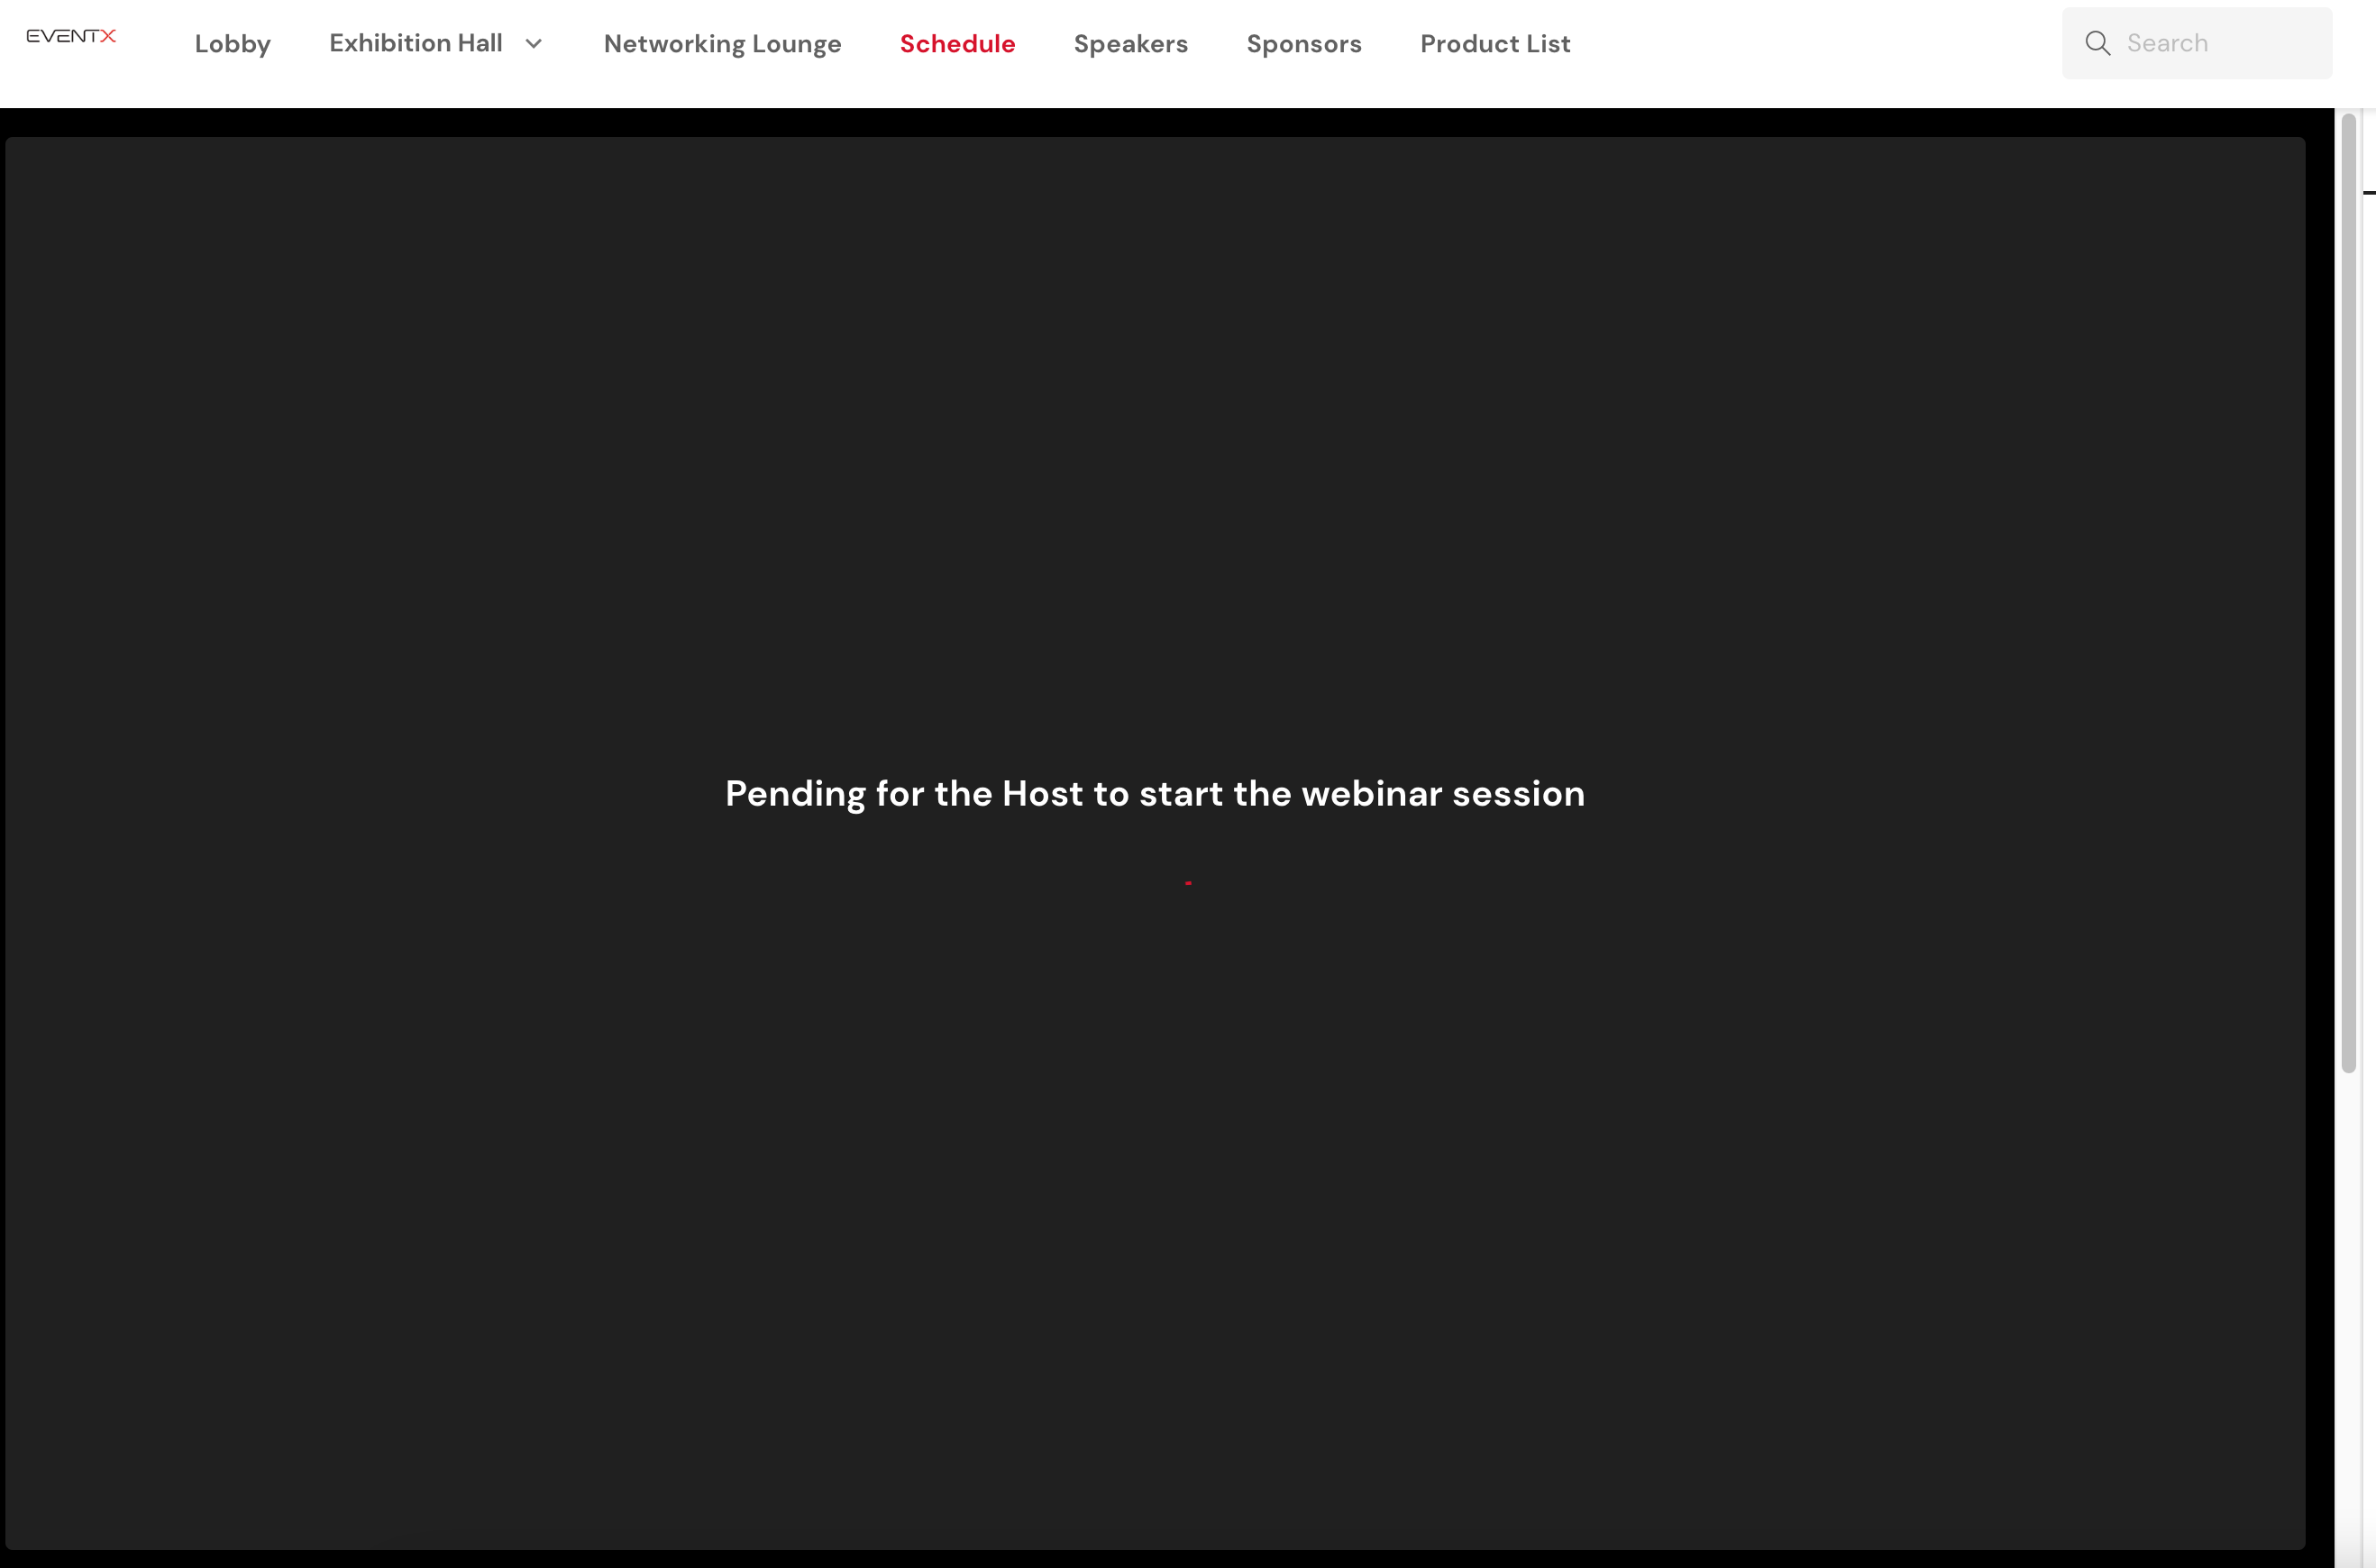 EVENTX
Lobby
Exhibition Hall
Networking Lounge
Schedule
Speakers
Sponsors
Product List
Search
Pending for the Host to start the webinar session